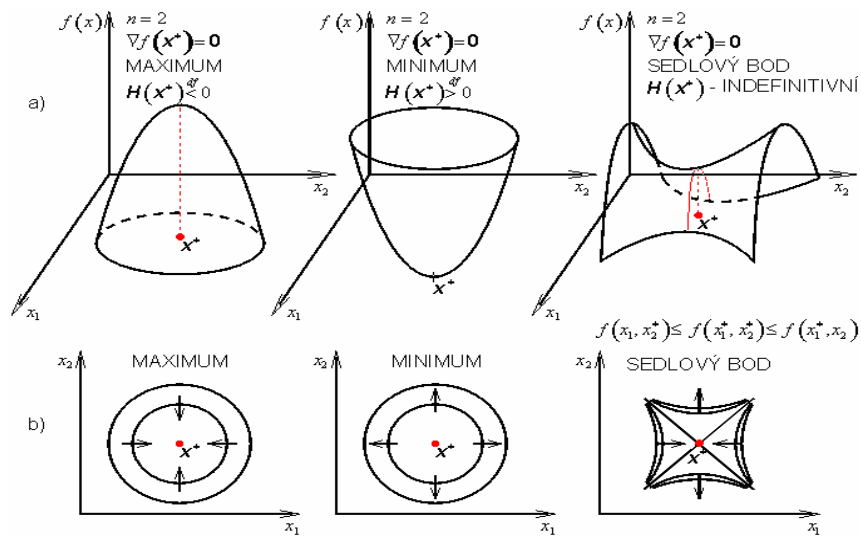 f(x)
n = 2
∇f(x⁺)=0
MAXIMUM
H(x⁺) df < 0
x⁺
x₂
x₁
f(x)
n = 2
∇f(x⁺)=0
MINIMUM
H(x⁺) df > 0
x⁺
x₂
x₁
f(x)
n = 2
∇f(x⁺)=0
SEDLOVÝ BOD
H(x⁺) - INDEFINITIVNÍ
x⁺
x₂
x₁
a)
f(x₁, x₂⁺) ≤ f(x₁⁺, x₂⁺) ≤ f(x₁⁺, x₂)
b)
x₂
MAXIMUM
x⁺
x₁
x₂
MINIMUM
x⁺
x₁
x₂
SEDLOVÝ BOD
x⁺
x₁